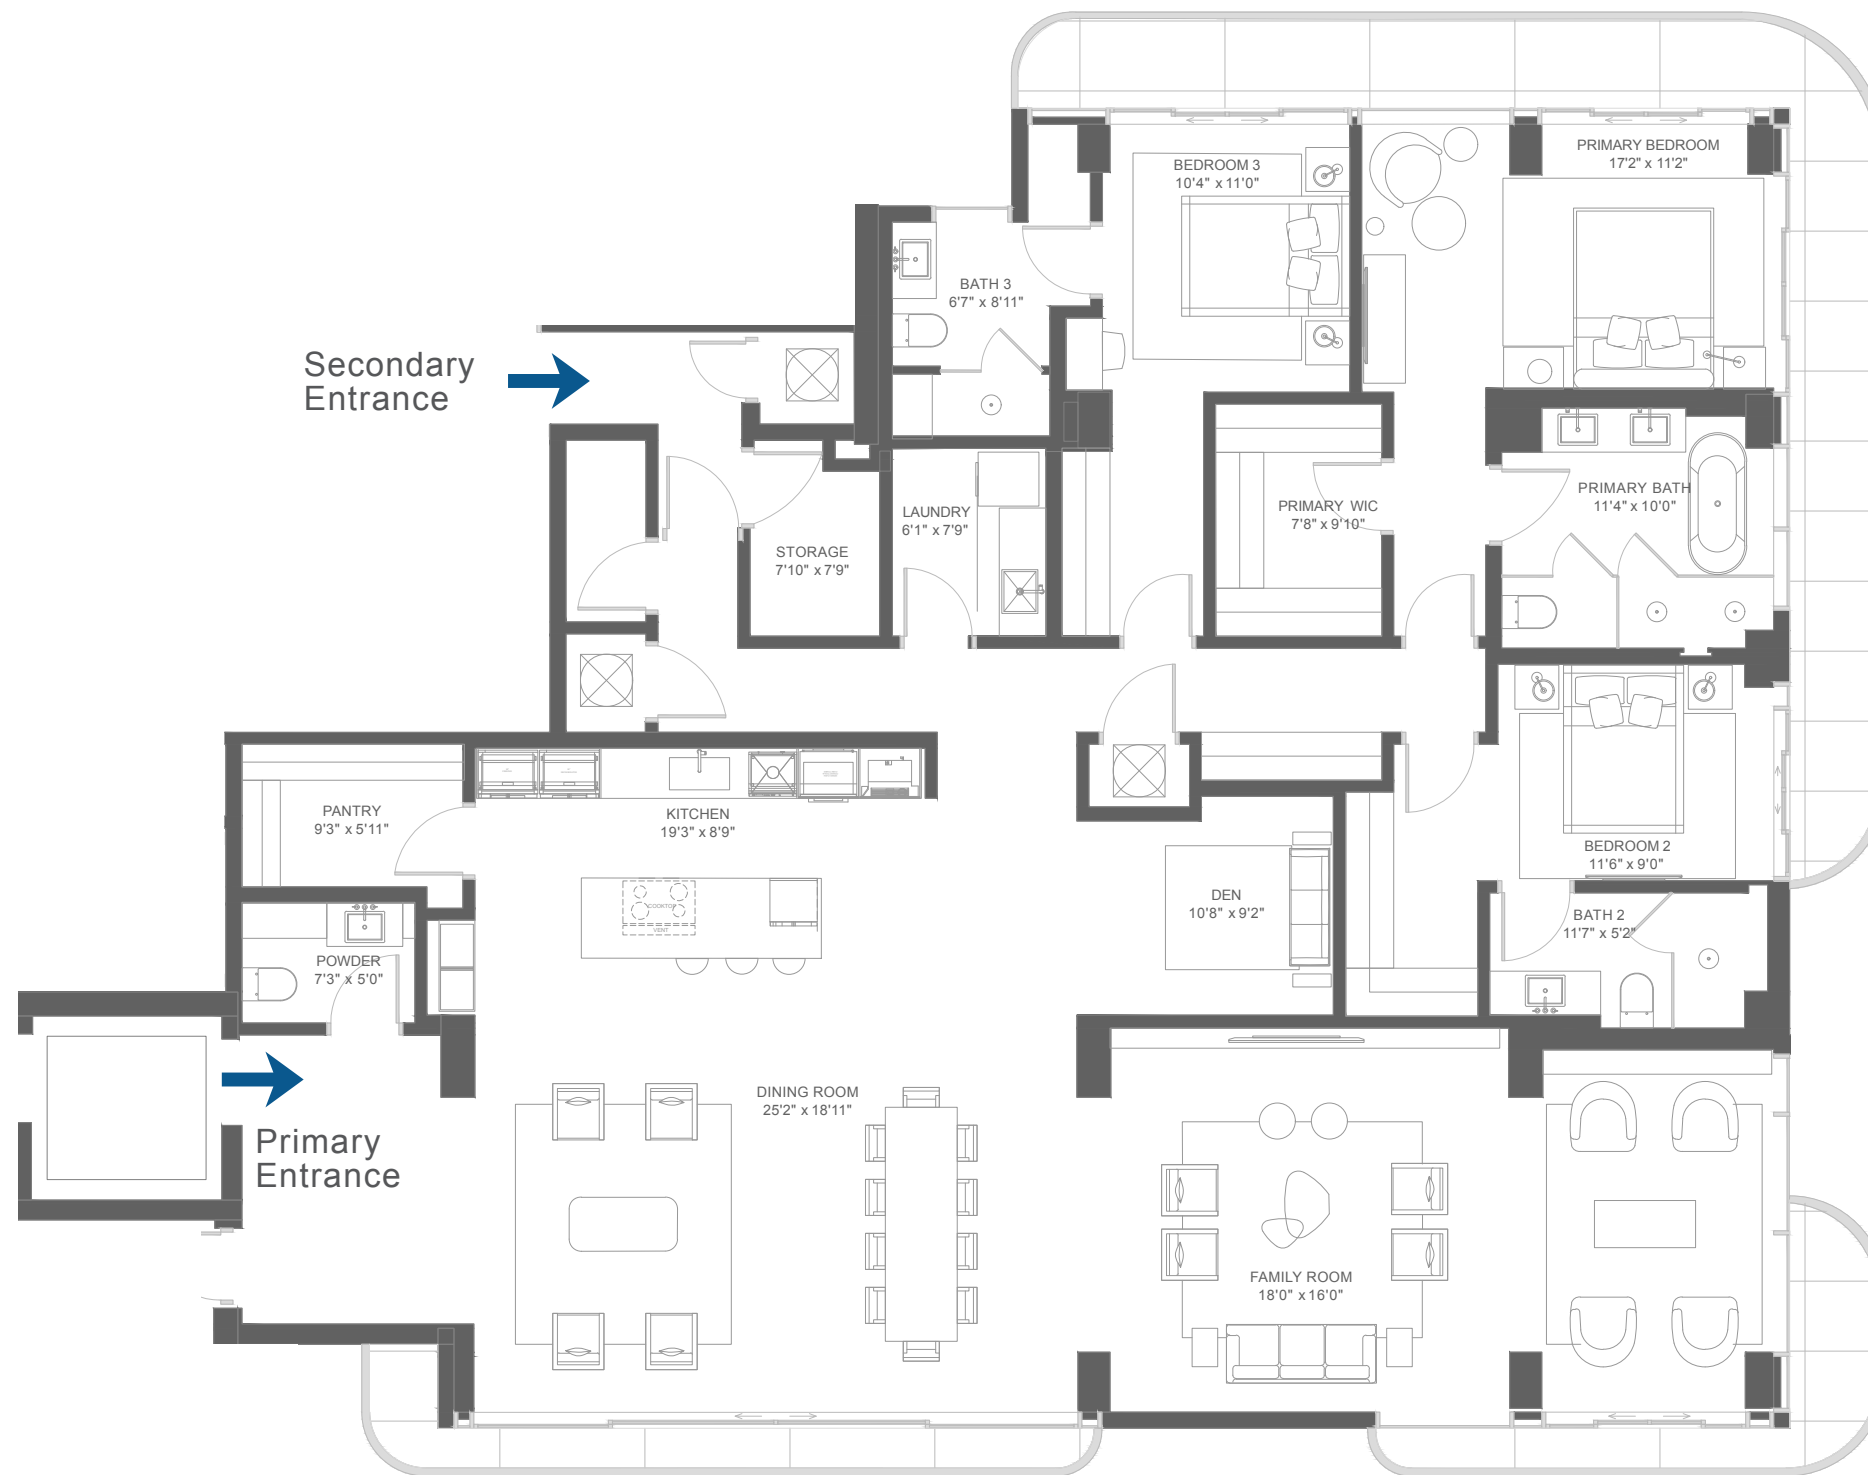 BEDROOM 3
10'4" x 11'0"
PRIMARY BEDROOM
17'2" x 11'2"
BATH 3
6'7" x 8'11"
Secondary
Entrance
LAUNDRY
6'1" x 7'9"
STORAGE
7'10" x 7'9"
PRIMARY WIC
7'8" x 9'10"
PRIMARY BATH
11'4" x 10'0"
PANTRY
9'3" x 5'11"
KITCHEN
19'3" x 8'9"
BEDROOM 2
11'6" x 9'0"
COOKTOP
VENT
DEN
10'8" x 9'2"
BATH 2
11'7" x 5'2"
POWDER
7'3" x 5'0"
DINING ROOM
25'2" x 18'11"
Primary
Entrance
FAMILY ROOM
18'0" x 16'0"